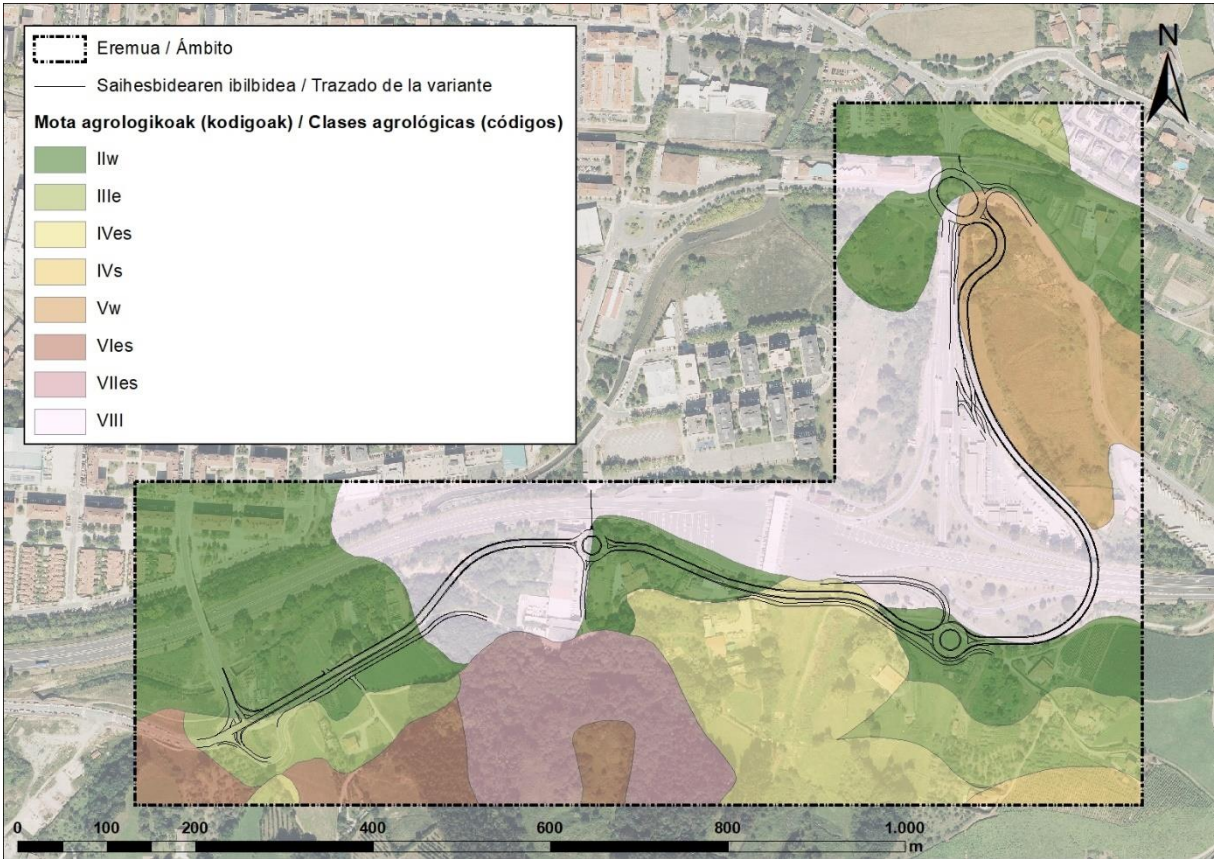 Eremua / Ámbito
Saihesbidearen ibilbidea / Trazado de la variante
Mota agrologikoak (kodigoak) / Clases agrológicas (códigos)
IIw
IIIe
IVes
IVs
Vw
VIes
VIIes
VIII
N
0 100 200 400 600 800 1.000
m